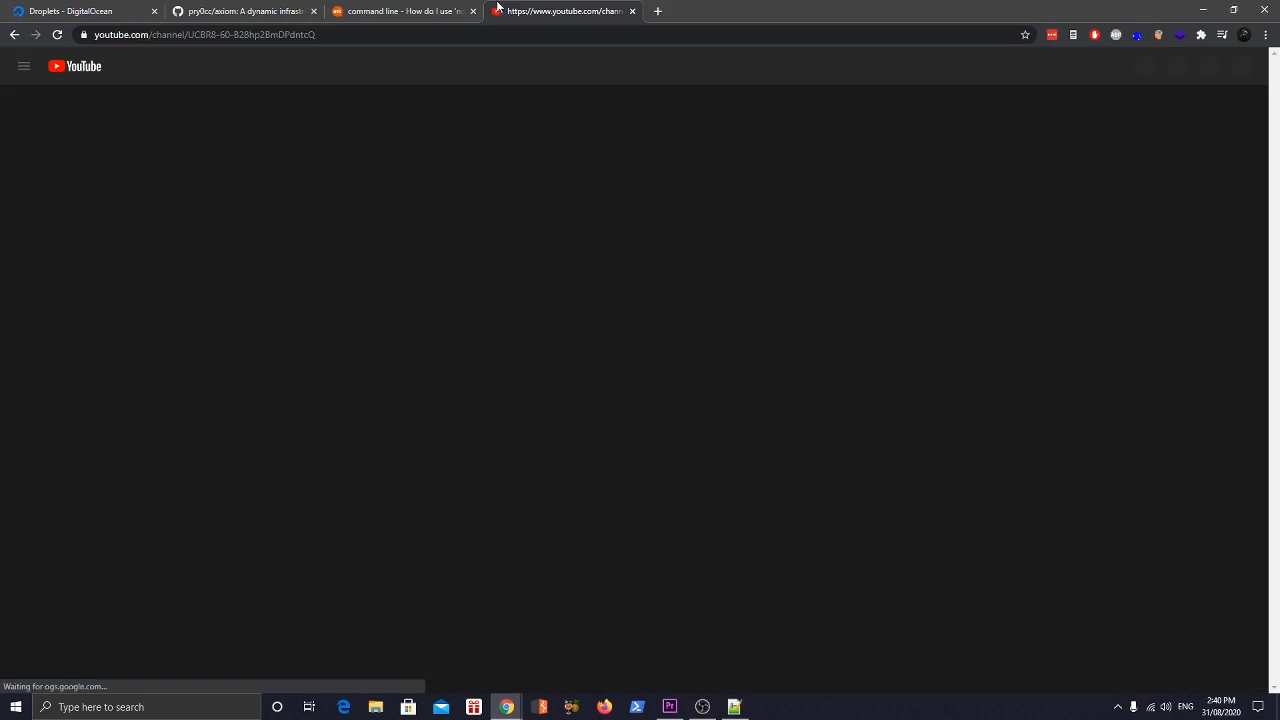 Droplets - DigitalOcean
pry0cc/axiom: A dynamic infrast
command line - How do I use 'no
https://www.youtube.com/chann
youtube.com/channel/UCBR8-60-B28hp2BmDPdntcQ
YouTube
Waiting for ogs.google.com...
Type here to search
ENG
2:40 PM
31/08/2020